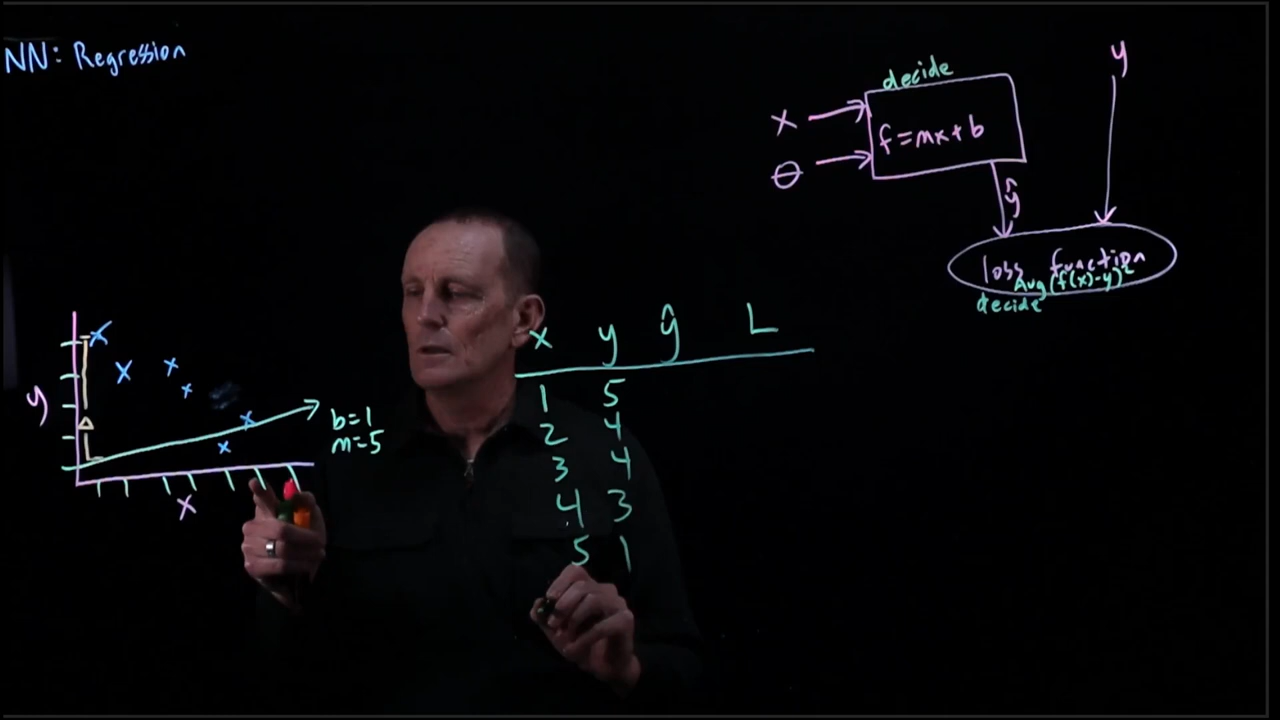 NN: Regression
decide
y
x
f=mx+b
θ
ŷ
loss function
Avg(f(x)-y)²
decide
y
x
b=1
m=.5
x y ŷ L
1 5
2 4
3 4
4 3
5 1